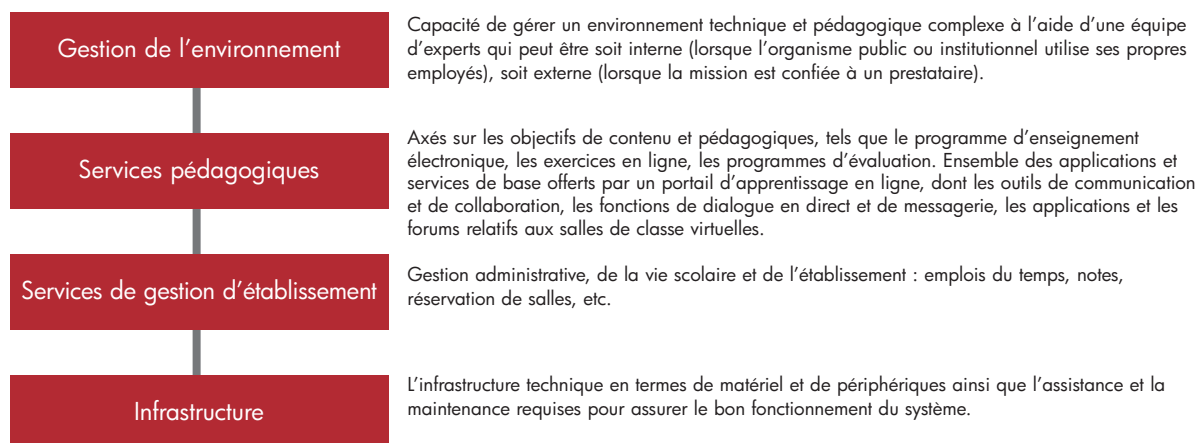 Gestion de l’environnement
Capacité de gérer un environnement technique et pédagogique complexe à l’aide d’une équipe
d’experts qui peut être soit interne (lorsque l’organisme public ou institutionnel utilise ses propres
employés), soit externe (lorsque la mission est confiée à un prestataire).
Services pédagogiques
Axés sur les objectifs de contenu et pédagogiques, tels que le programme d’enseignement
électronique, les exercices en ligne, les programmes d’évaluation. Ensemble des applications et
services de base offerts par un portail d’apprentissage en ligne, dont les outils de communication
et de collaboration, les fonctions de dialogue en direct et de messagerie, les applications et les
forums relatifs aux salles de classe virtuelles.
Services de gestion d’établissement
Gestion administrative, de la vie scolaire et de l’établissement : emplois du temps, notes,
réservation de salles, etc.
Infrastructure
L’infrastructure technique en termes de matériel et de périphériques ainsi que l’assistance et la
maintenance requises pour assurer le bon fonctionnement du système.